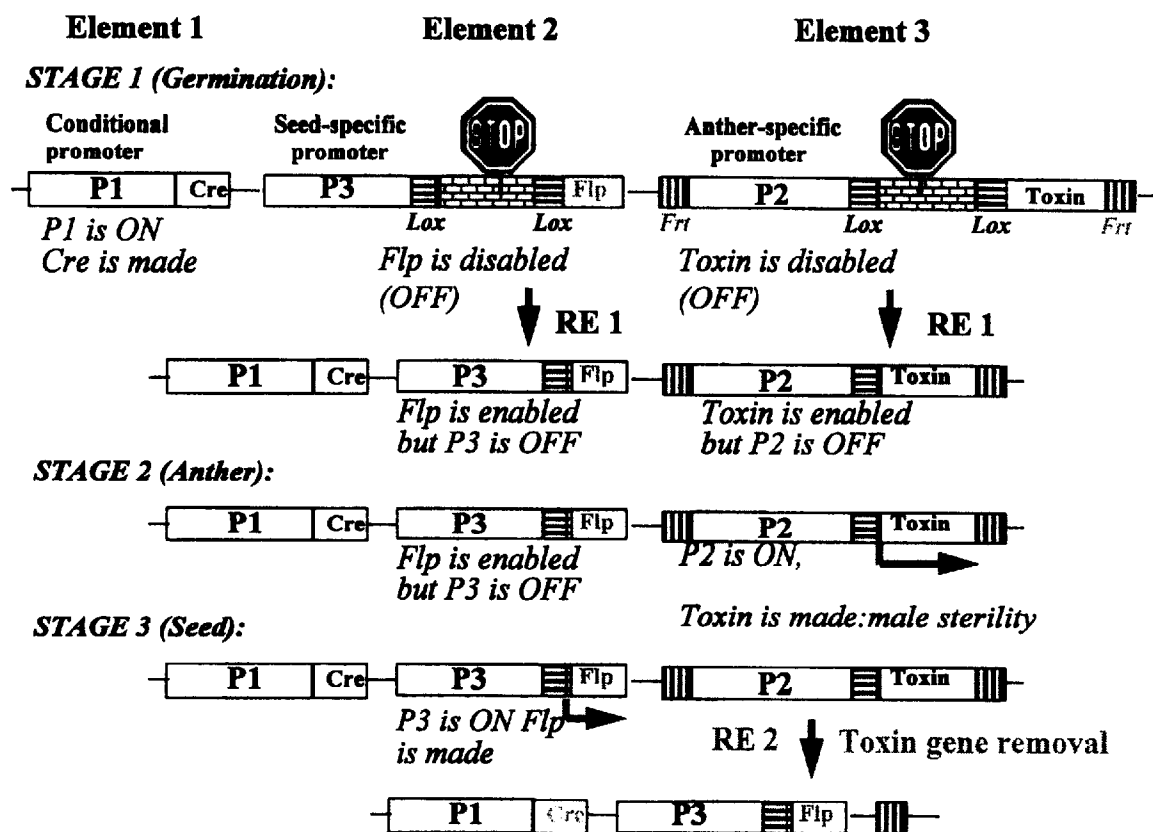 Element 1 Element 2 Element 3
STAGE 1 (Germination):
Conditional promoter Seed-specific promoter STOP Anther-specific promoter STOP
P1 Cre P3 Flp P2 Toxin
Lox Lox Frt Lox Lox Frt
P1 is ON
Cre is made
Flp is disabled
(OFF)
Toxin is disabled
(OFF)
RE 1 RE 1
P1 Cre P3 Flp P2 Toxin
Flp is enabled
but P3 is OFF
Toxin is enabled
but P2 is OFF
STAGE 2 (Anther):
P1 Cre P3 Flp P2 Toxin
Flp is enabled
but P3 is OFF
P2 is ON,
Toxin is made:male sterility
STAGE 3 (Seed):
P1 Cre P3 Flp P2 Toxin
P3 is ON Flp
is made
RE 2 Toxin gene removal
P1 Cre P3 Flp